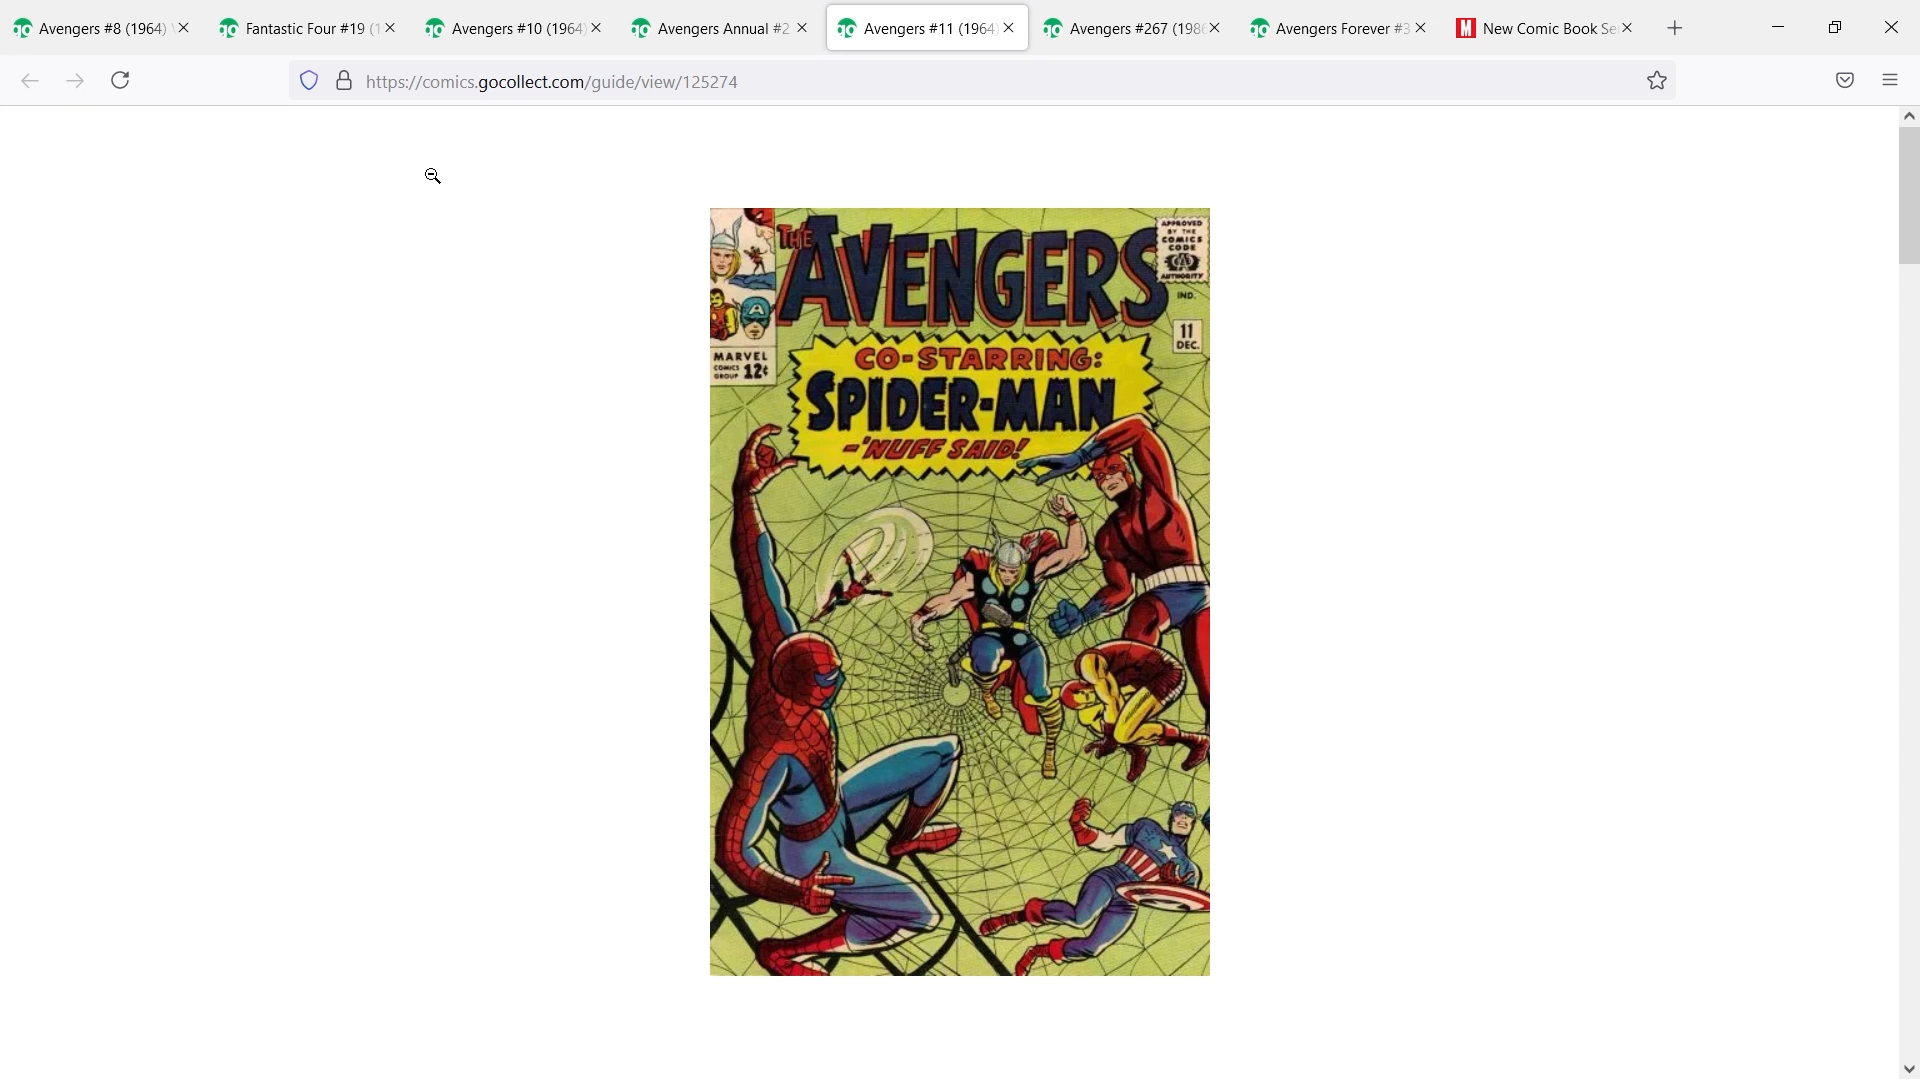 Avengers #8 (1964)
Fantastic Four #19 (1
Avengers #10 (1964)
Avengers Annual #2
Avengers #11 (1964)
Avengers #267 (1986
Avengers Forever #3
M
New Comic Book Se
https://comics.gocollect.com/guide/view/125274
THE
AVENGERS
APPROVED
BY THE
COMICS
CODE
AUTHORITY
IND.
11
DEC.
A
MARVEL
COMICS
GROUP
12¢
CO-STARRING:
SPIDER-MAN
-'NUFF SAID!